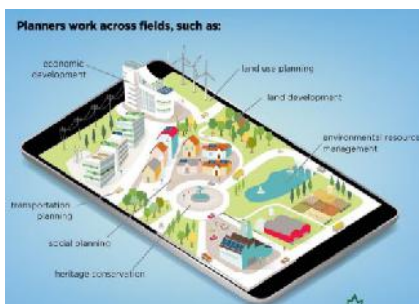 Planners work across fields, such as:
economic
development
land use planning
land development
environmental resource
management
transportation
planning
social planning
heritage conservation